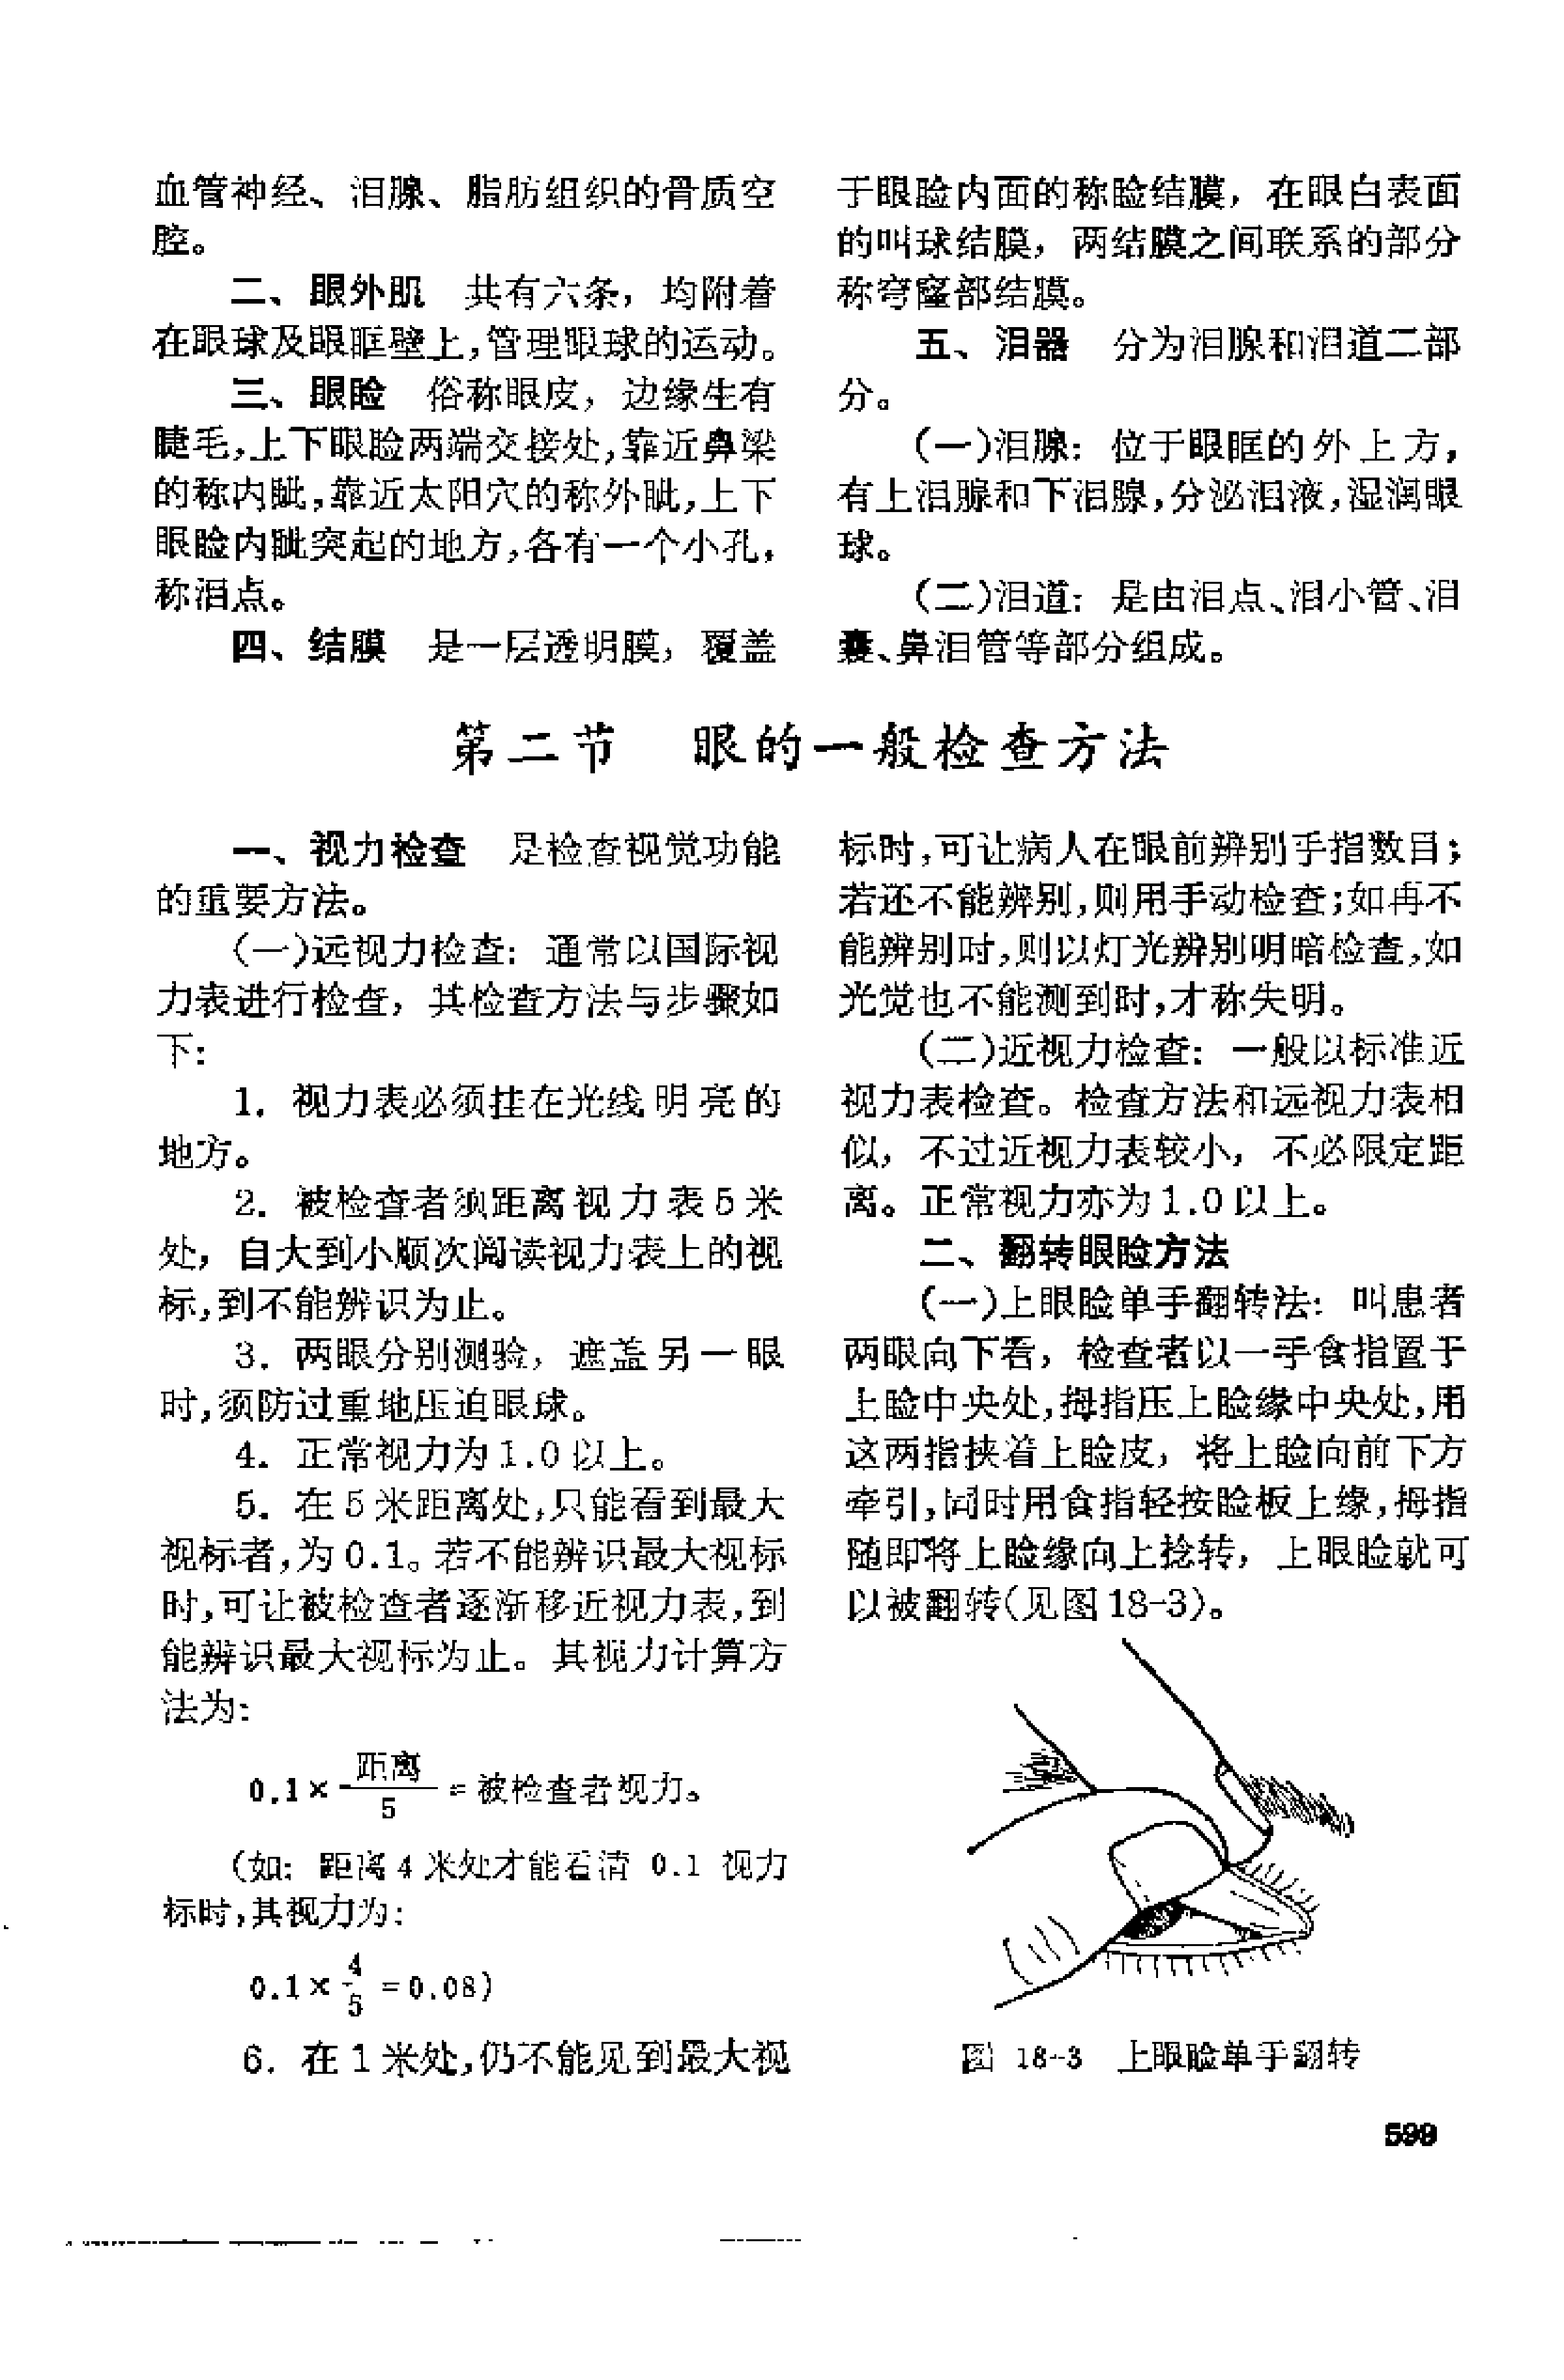 血管神经、泪腺、脂肪组织的骨质空
腔。
二、眼外肌　共有六条，均附着
在眼球及眼眶壁上，管理眼球的运动。
三、眼睑　俗称眼皮，边缘生有
睫毛，上下眼睑两端交接处，靠近鼻梁
的称内眦，靠近太阳穴的称外眦，上下
眼睑内眦突起的地方，各有一个小孔，
称泪点。
四、结膜　是一层透明膜，覆盖
于眼睑内面的称睑结膜，在眼白表面
的叫球结膜，两结膜之间联系的部分
称穹窿部结膜。
五、泪器　分为泪腺和泪道二部
分。
(一)泪腺：位于眼眶的外上方，
有上泪腺和下泪腺，分泌泪液，湿润眼
球。
(二)泪道：是由泪点、泪小管、泪
囊、鼻泪管等部分组成。
第二节　眼的一般检查方法
一、视力检查　是检查视觉功能
的重要方法。
(一)远视力检查：通常以国际视
力表进行检查，其检查方法与步骤如
下：
1. 视力表必须挂在光线明亮的
地方。
2. 被检查者须距离视力表5米
处，自大到小顺次阅读视力表上的视
标，到不能辨识为止。
3. 两眼分别测验，遮盖另一眼
时，须防过重地压迫眼球。
4. 正常视力为1.0以上。
5. 在5米距离处，只能看到最大
视标者，为0.1。若不能辨识最大视标
时，可让被检查者逐渐移近视力表，到
能辨识最大视标为止。其视力计算方
法为：
0.1×距离/5=被检查者视力。
(如：距离4米处才能看清 0.1 视力
标时，其视力为：
0.1×4/5=0.08)
6. 在1米处，仍不能见到最大视
标时，可让病人在眼前辨别手指数目；
若还不能辨别，则用手动检查；如再不
能辨别时，则以灯光辨别明暗检查，如
光觉也不能测到时，才称失明。
(二)近视力检查：一般以标准近
视力表检查。检查方法和远视力表相
似，不过近视力表较小，不必限定距
离。正常视力亦为1.0以上。
二、翻转眼睑方法
(一)上眼睑单手翻转法：叫患者
两眼向下看，检查者以一手食指置于
上睑中央处，拇指压上睑缘中央处，用
这两指挟着上睑皮，将上睑向前下方
牵引，同时用食指轻按睑板上缘，拇指
随即将上睑缘向上捻转，上眼睑就可
以被翻转(见图18-3)。
图 18-3　上眼睑单手翻转
599